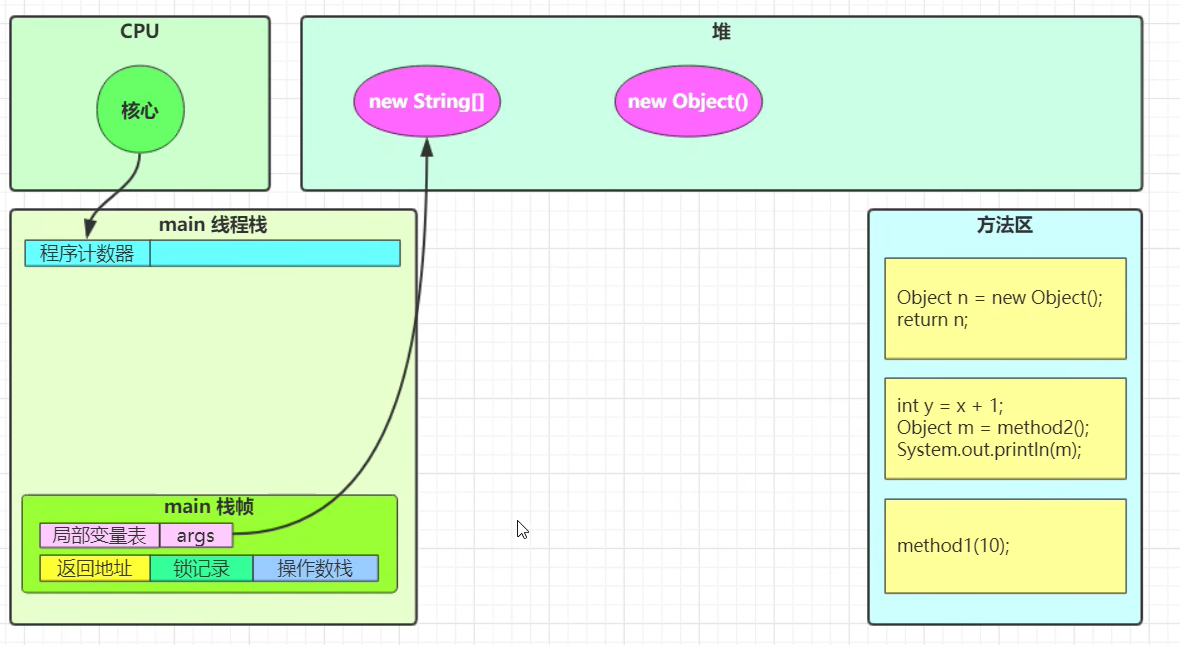 CPU
核心
堆
new String[]
new Object()
main 线程栈
程序计数器
main 栈帧
局部变量表
args
返回地址
锁记录
操作数栈
方法区
Object n = new Object();
return n;
int y = x + 1;
Object m = method2();
System.out.println(m);
method1(10);